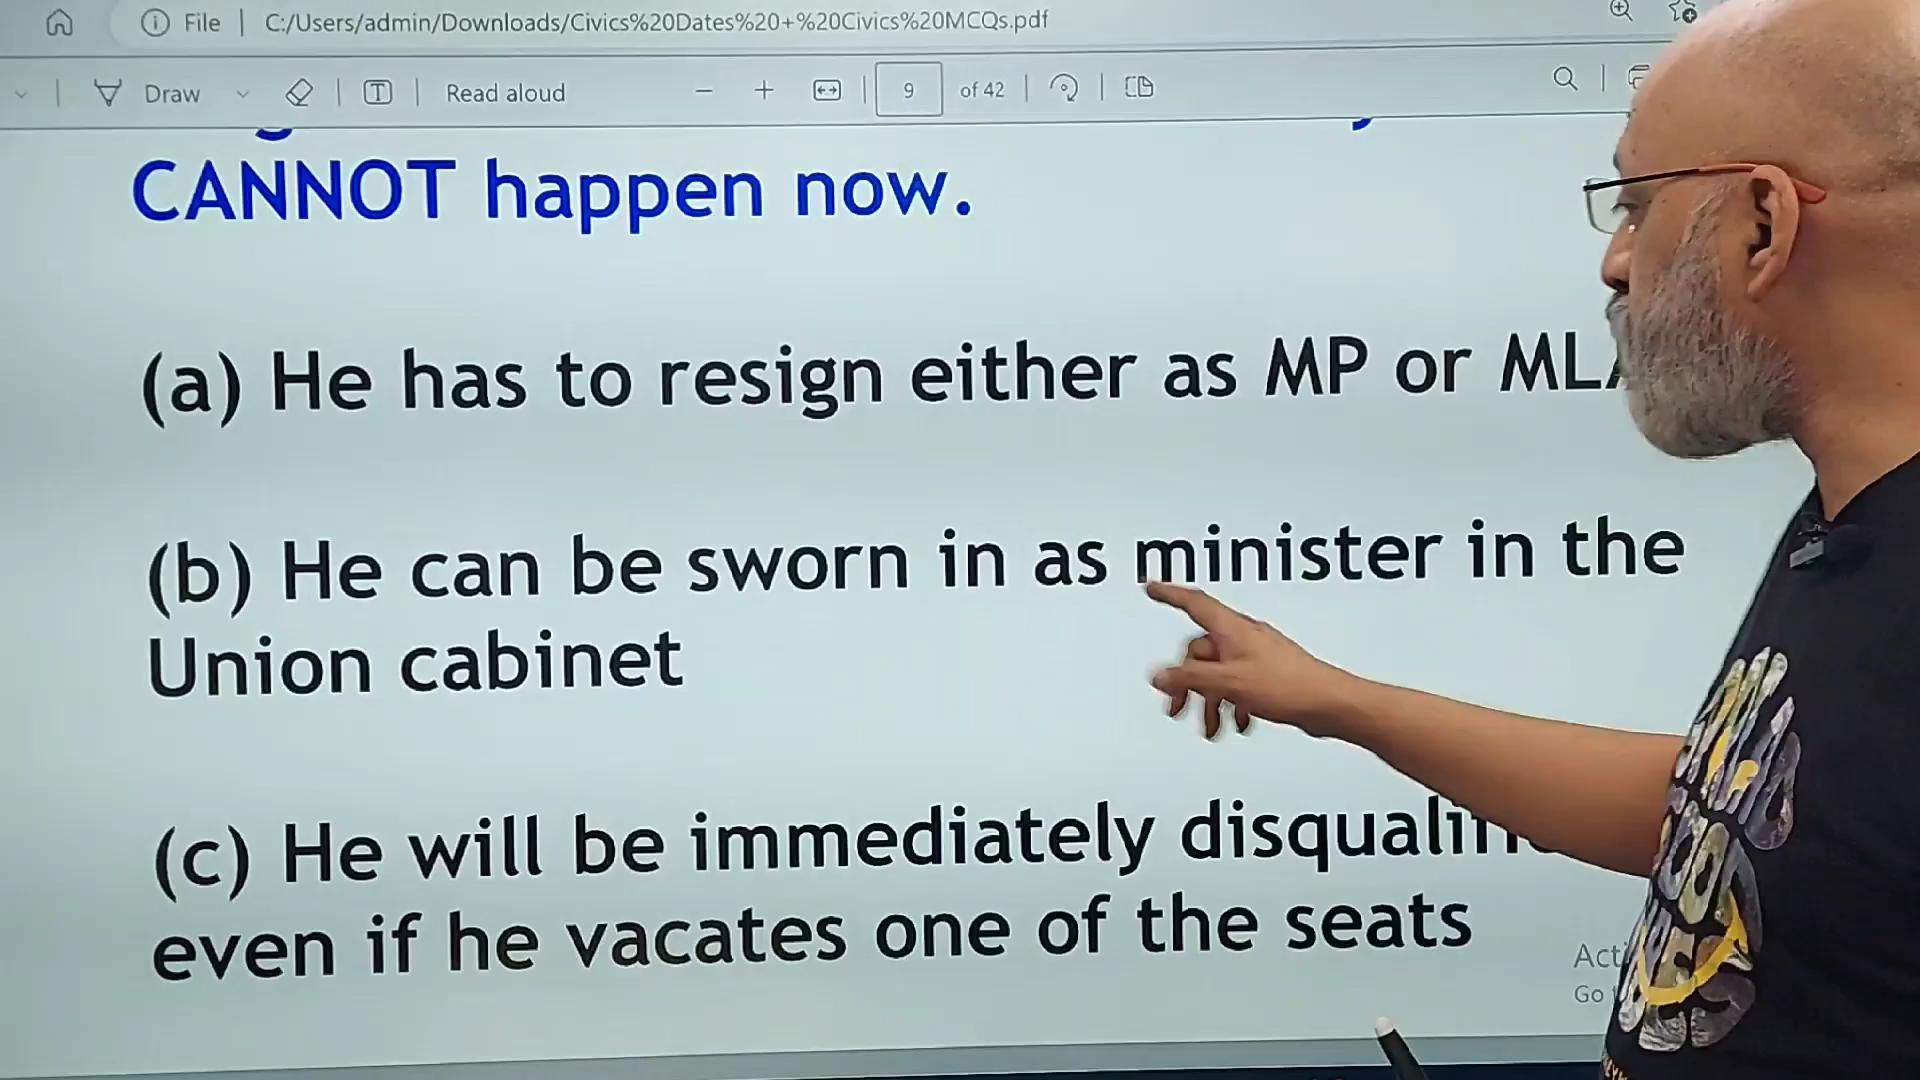 File | C:/Users/admin/Downloads/Civics%20Dates%20+%20Civics%20MCQs.pdf
Draw Read aloud 9 of 42
CANNOT happen now.
(a) He has to resign either as MP or
(b) He can be sworn in as minister in the
Union cabinet
(c) He will be immediately
even if he vacates one of the seats
Go